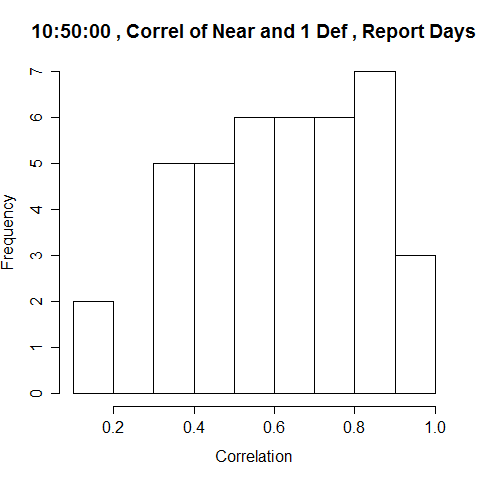 10:50:00 , Correl of Near and 1 Def , Report Days
Frequency
7
6
5
4
3
2
1
0
0.2 0.4 0.6 0.8 1.0
Correlation